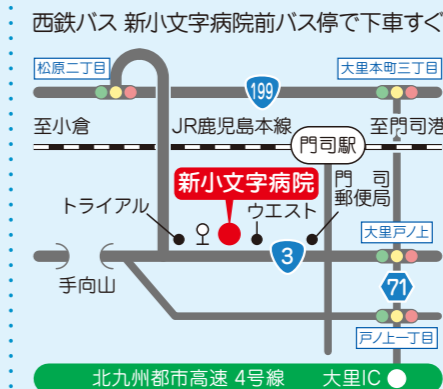 西鉄バス 新小文字病院前バス停で下車すぐ
松原二丁目
大里本町三丁目
199
至小倉
JR鹿児島本線
至門司港
門司駅
新小文字病院
門司
郵便局
トライアル
ウエスト
大里戸ノ上
3
手向山
71
戸ノ上一丁目
北九州都市高速 4号線 大里IC